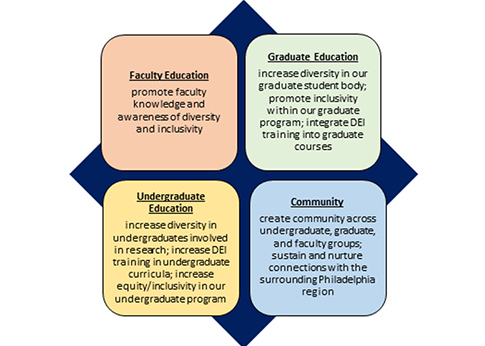 Faculty Education
promote faculty
knowledge and
awareness of diversity
and inclusivity
Graduate Education
increase diversity in our
graduate student body;
promote inclusivity
within our graduate
program; integrate DEI
training into graduate
courses
Undergraduate
Education
increase diversity in
undergraduates involved
in research; increase DEI
training in undergraduate
curricula; increase
equity/inclusivity in our
undergraduate program
Community
create community across
undergraduate, graduate,
and faculty groups;
sustain and nurture
connections with the
surrounding Philadelphia
region